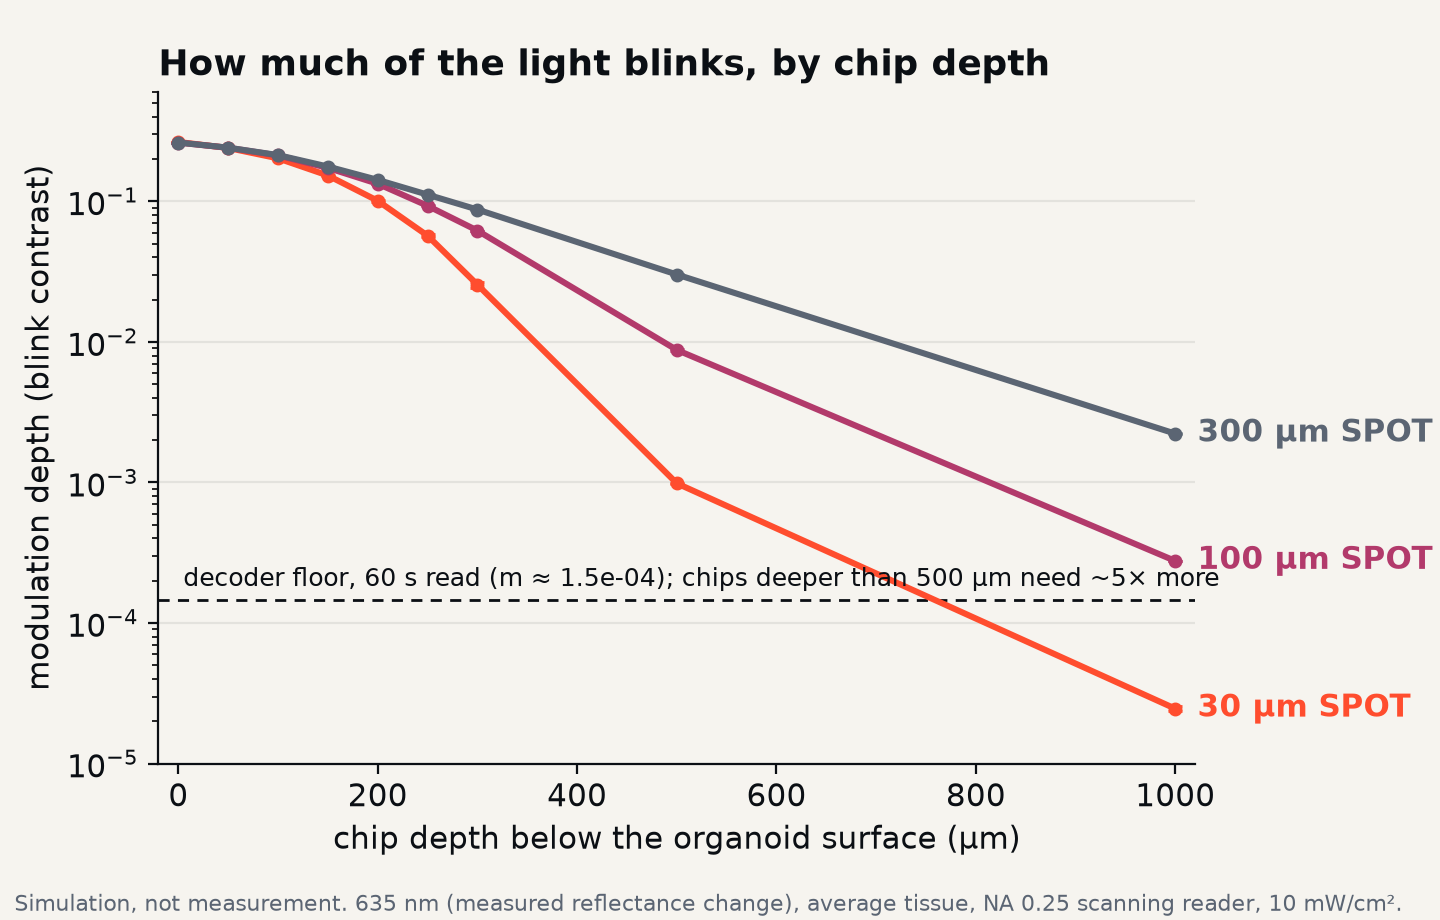 How much of the light blinks, by chip depth
modulation depth (blink contrast)
10⁻¹
10⁻²
10⁻³
10⁻⁴
10⁻⁵
300 µm SPOT
100 µm SPOT
decoder floor, 60 s read (m ≈ 1.5e-04); chips deeper than 500 µm need ~5× more
30 µm SPOT
0 200 400 600 800 1000
chip depth below the organoid surface (µm)
Simulation, not measurement. 635 nm (measured reflectance change), average tissue, NA 0.25 scanning reader, 10 mW/cm².